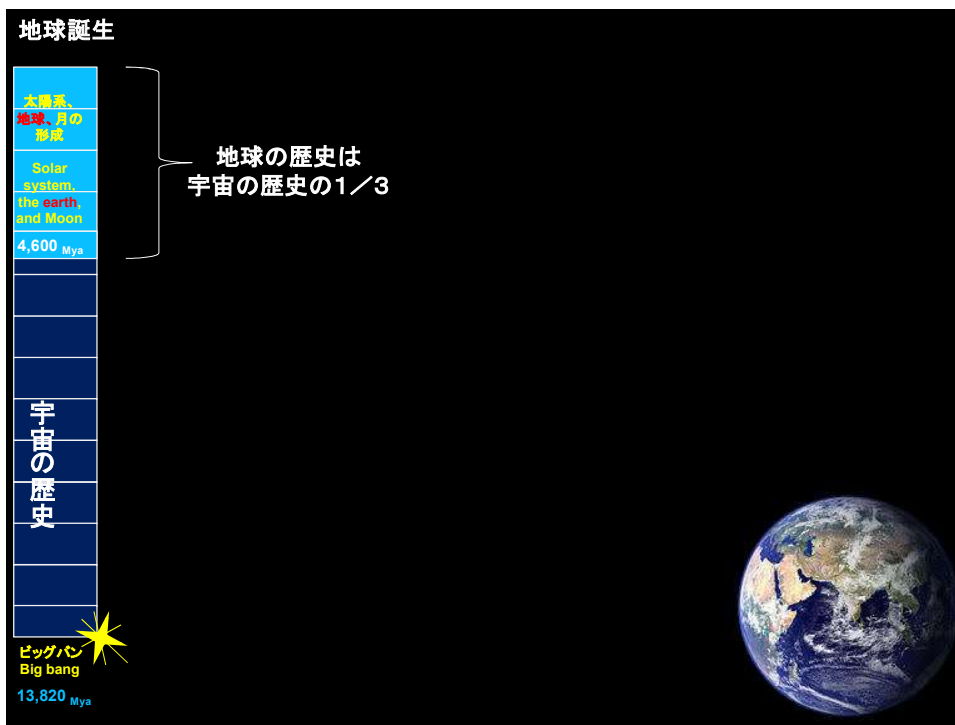 地球誕生
太陽系、
地球、月の
形成
Solar
system,
the earth,
and Moon
4,600 Mya
地球の歴史は
宇宙の歴史の１／３
宇宙の歴史
ビッグバン
Big bang
13,820 Mya